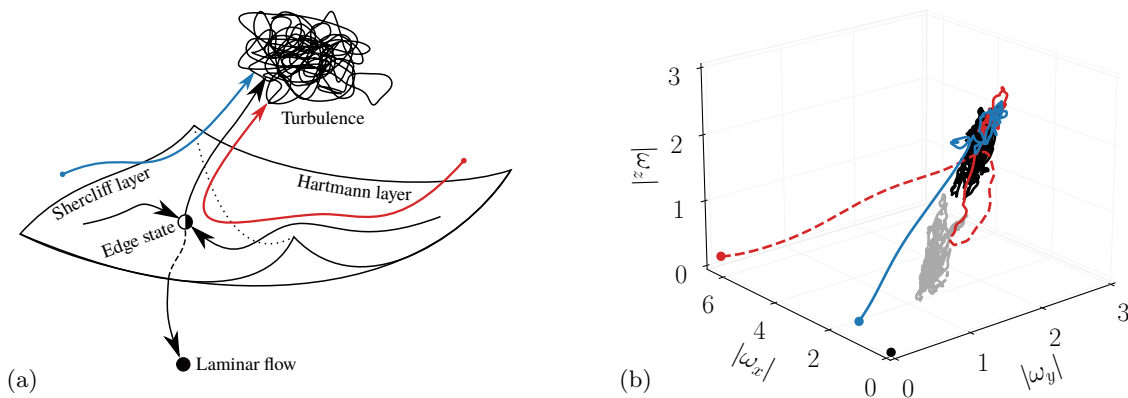 Turbulence
Shercliff layer
Hartmann layer
Edge state
Laminar flow
(a)
3
2
1
0
|ω_z|
6
4
2
0
|ω_x|
0
1
2
3
|ω_y|
(b)